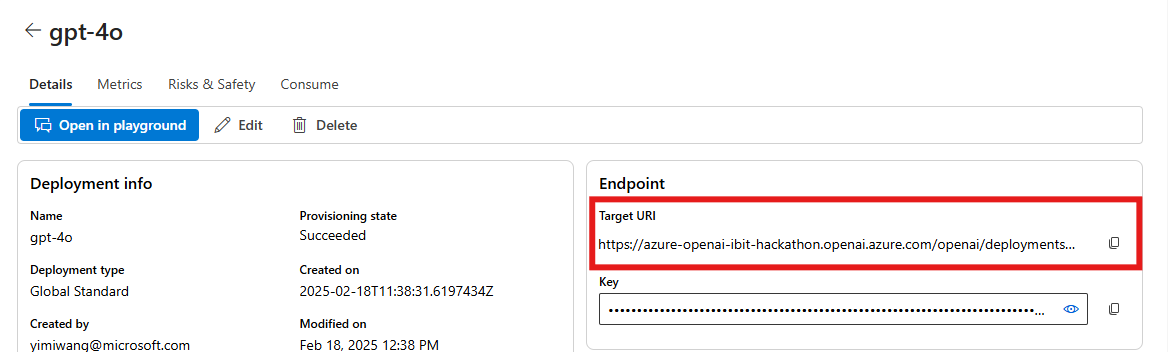 gpt-4o
Details Metrics Risks & Safety Consume
Open in playground Edit Delete
Deployment info
Name Provisioning state
gpt-4o Succeeded
Deployment type Created on
Global Standard 2025-02-18T11:38:31.6197434Z
Created by Modified on
yimiwang@microsoft.com Feb 18, 2025 12:38 PM
Endpoint
Target URI
https://azure-openai-ibit-hackathon.openai.azure.com/openai/deployments...
Key